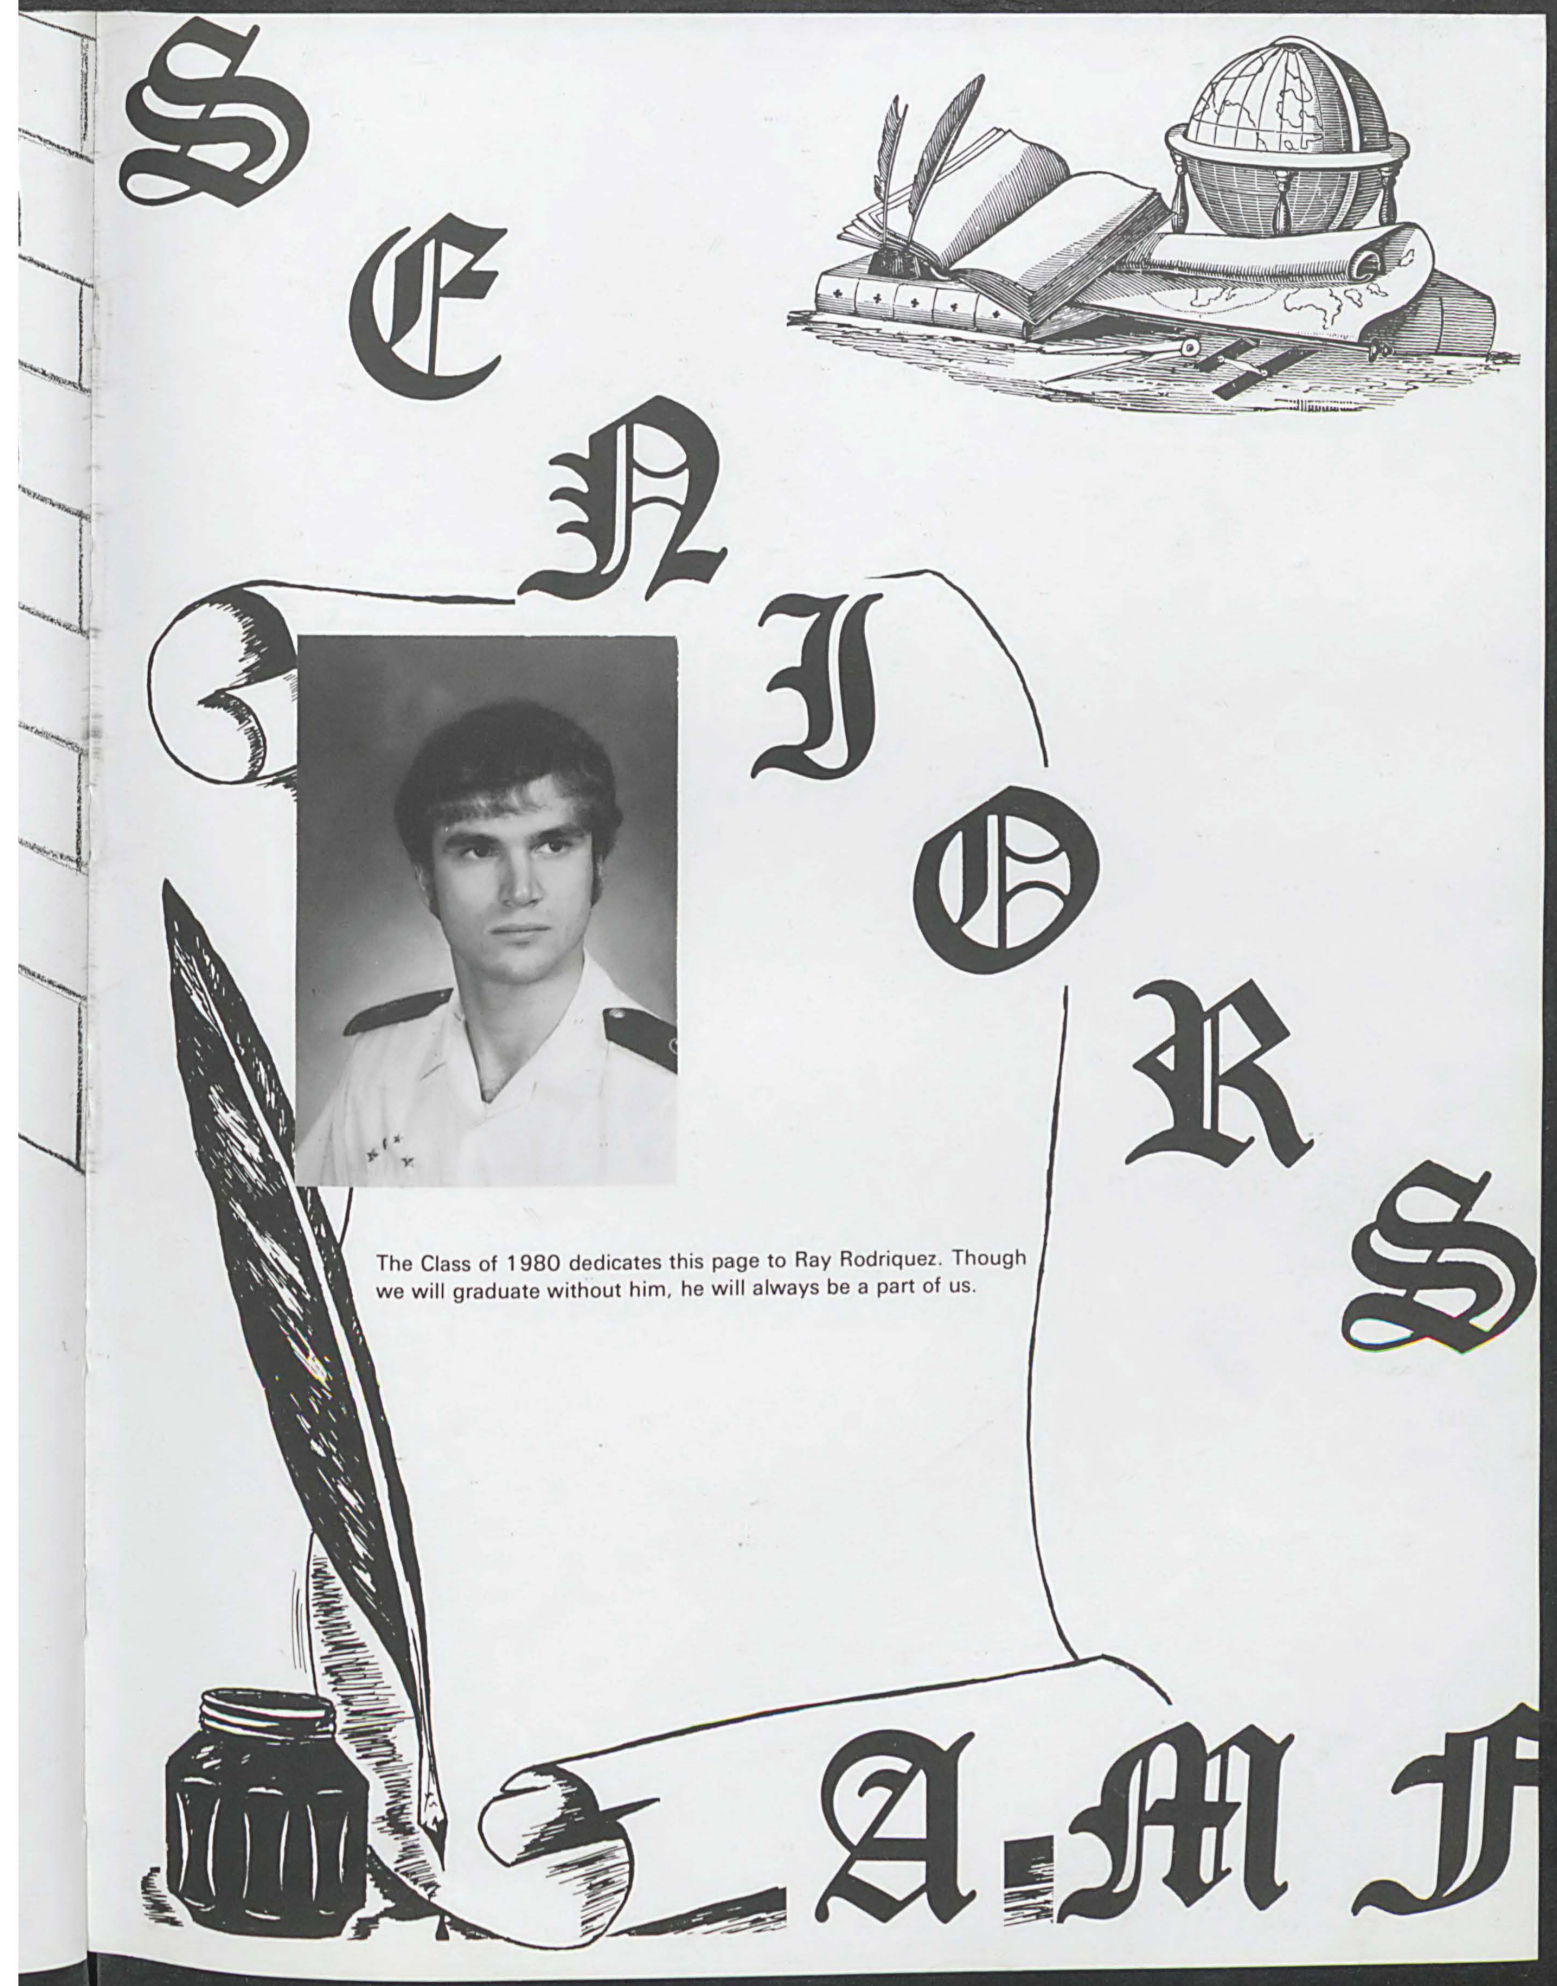 SENIORS
The Class of 1980 dedicates this page to Ray Rodriquez. Though
we will graduate without him, he will always be a part of us.
A-M F